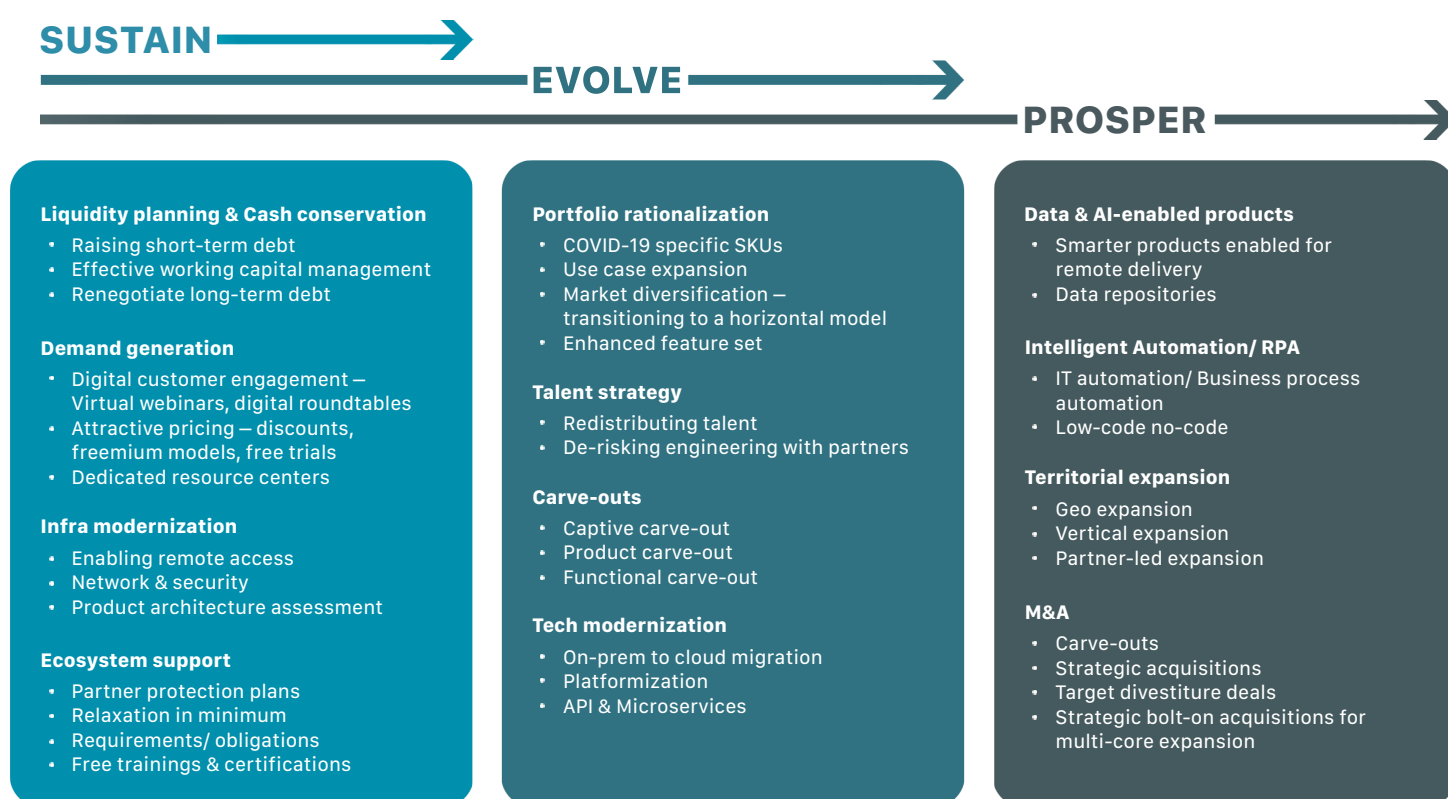 SUSTAIN
EVOLVE
PROSPER
Liquidity planning & Cash conservation
• Raising short-term debt
• Effective working capital management
• Renegotiate long-term debt
Demand generation
• Digital customer engagement –
Virtual webinars, digital roundtables
• Attractive pricing – discounts,
freemium models, free trials
• Dedicated resource centers
Infra modernization
• Enabling remote access
• Network & security
• Product architecture assessment
Ecosystem support
• Partner protection plans
• Relaxation in minimum
• Requirements/ obligations
• Free trainings & certifications
Portfolio rationalization
• COVID-19 specific SKUs
• Use case expansion
• Market diversification –
transitioning to a horizontal model
• Enhanced feature set
Talent strategy
• Redistributing talent
• De-risking engineering with partners
Carve-outs
• Captive carve-out
• Product carve-out
• Functional carve-out
Tech modernization
• On-prem to cloud migration
• Platformization
• API & Microservices
Data & AI-enabled products
• Smarter products enabled for
remote delivery
• Data repositories
Intelligent Automation/ RPA
• IT automation/ Business process
automation
• Low-code no-code
Territorial expansion
• Geo expansion
• Vertical expansion
• Partner-led expansion
M&A
• Carve-outs
• Strategic acquisitions
• Target divestiture deals
• Strategic bolt-on acquisitions for
multi-core expansion